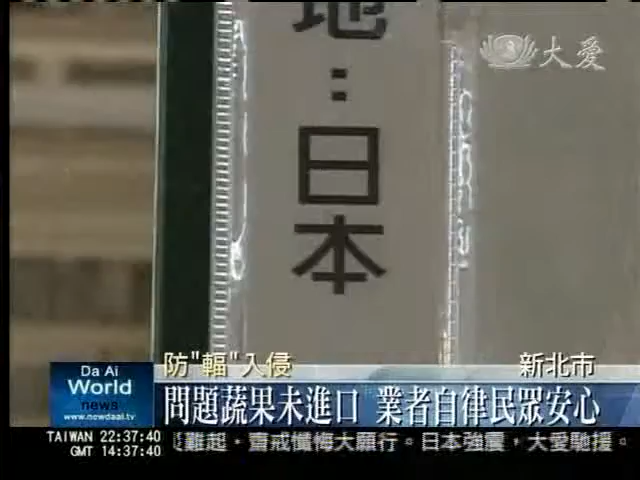 大愛
地：日本
防"輻"入侵
新北市
Da Ai
World
news
www.newdaai.tv
問題蔬果未進口 業者自律民眾安心
TAIWAN 22:37:40
GMT 14:37:40
難起，齋戒懺悔大願行。日本強震，大愛馳援。